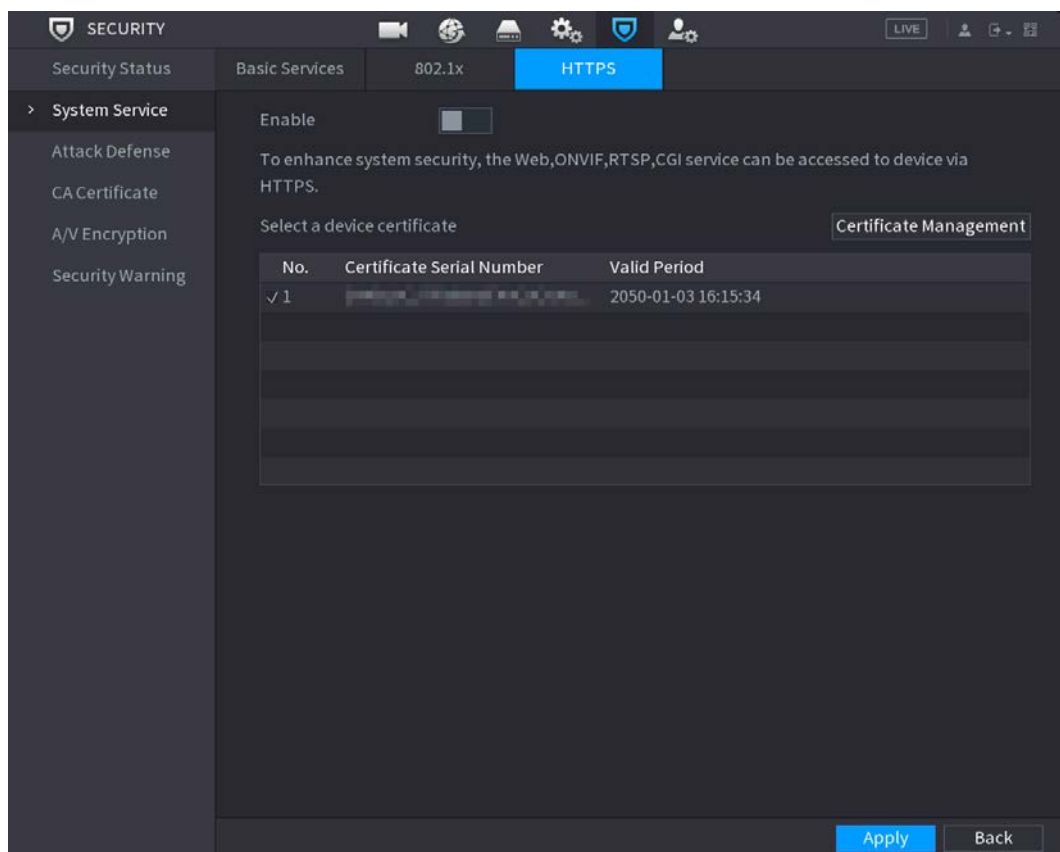 SECURITY
LIVE
Security Status
Basic Services
802.1x
HTTPS
> System Service
Enable
Attack Defense
To enhance system security, the Web,ONVIF,RTSP,CGI service can be accessed to device via
HTTPS.
CA Certificate
Select a device certificate
Certificate Management
A/V Encryption
No. Certificate Serial Number Valid Period
Security Warning
✓ 1 2050-01-03 16:15:34
Apply
Back